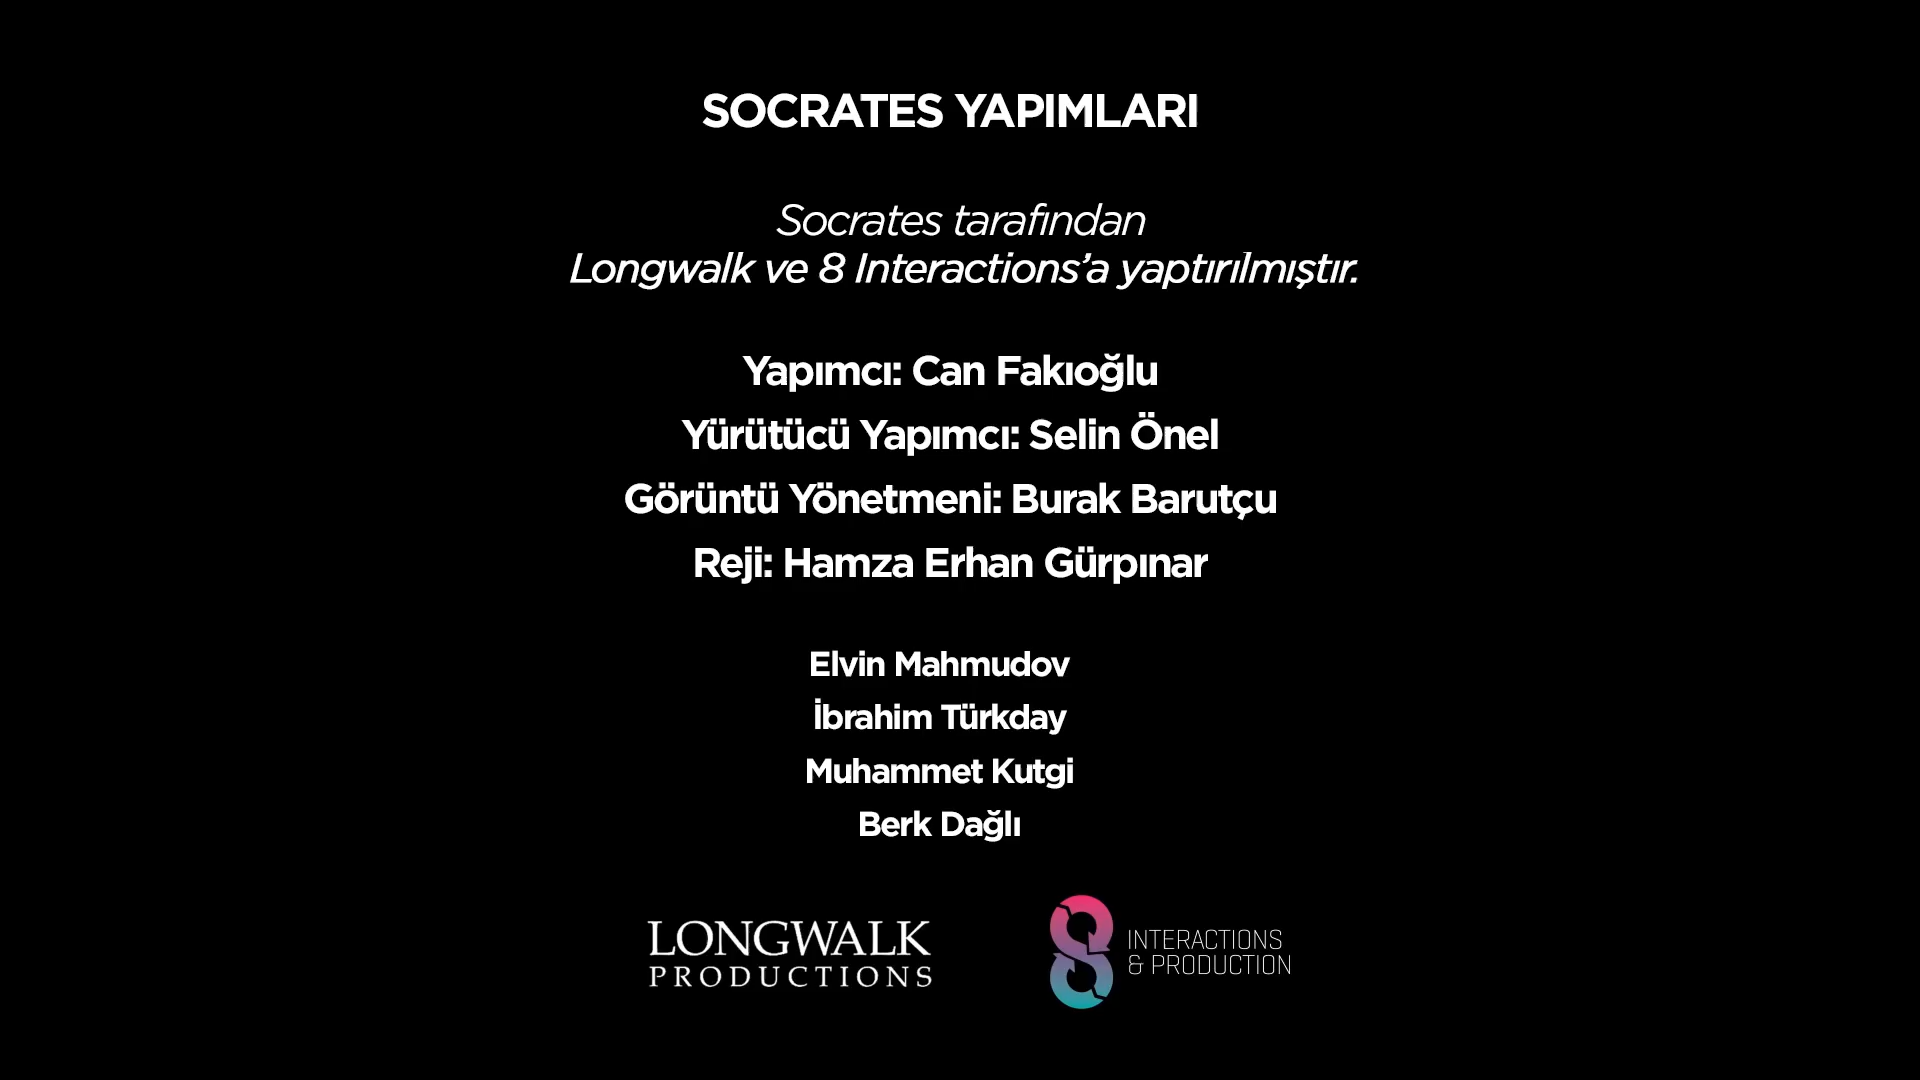 SOCRATES YAPIMLARI
Socrates tarafından
Longwalk ve 8 Interactions’a yaptırılmıştır.
Yapımcı: Can Fakıoğlu
Yürütücü Yapımcı: Selin Önel
Görüntü Yönetmeni: Burak Barutçu
Reji: Hamza Erhan Gürpınar
Elvin Mahmudov
İbrahim Türkday
Muhammet Kutgi
Berk Dağlı
LONGWALK
PRODUCTIONS
8
INTERACTIONS
& PRODUCTION